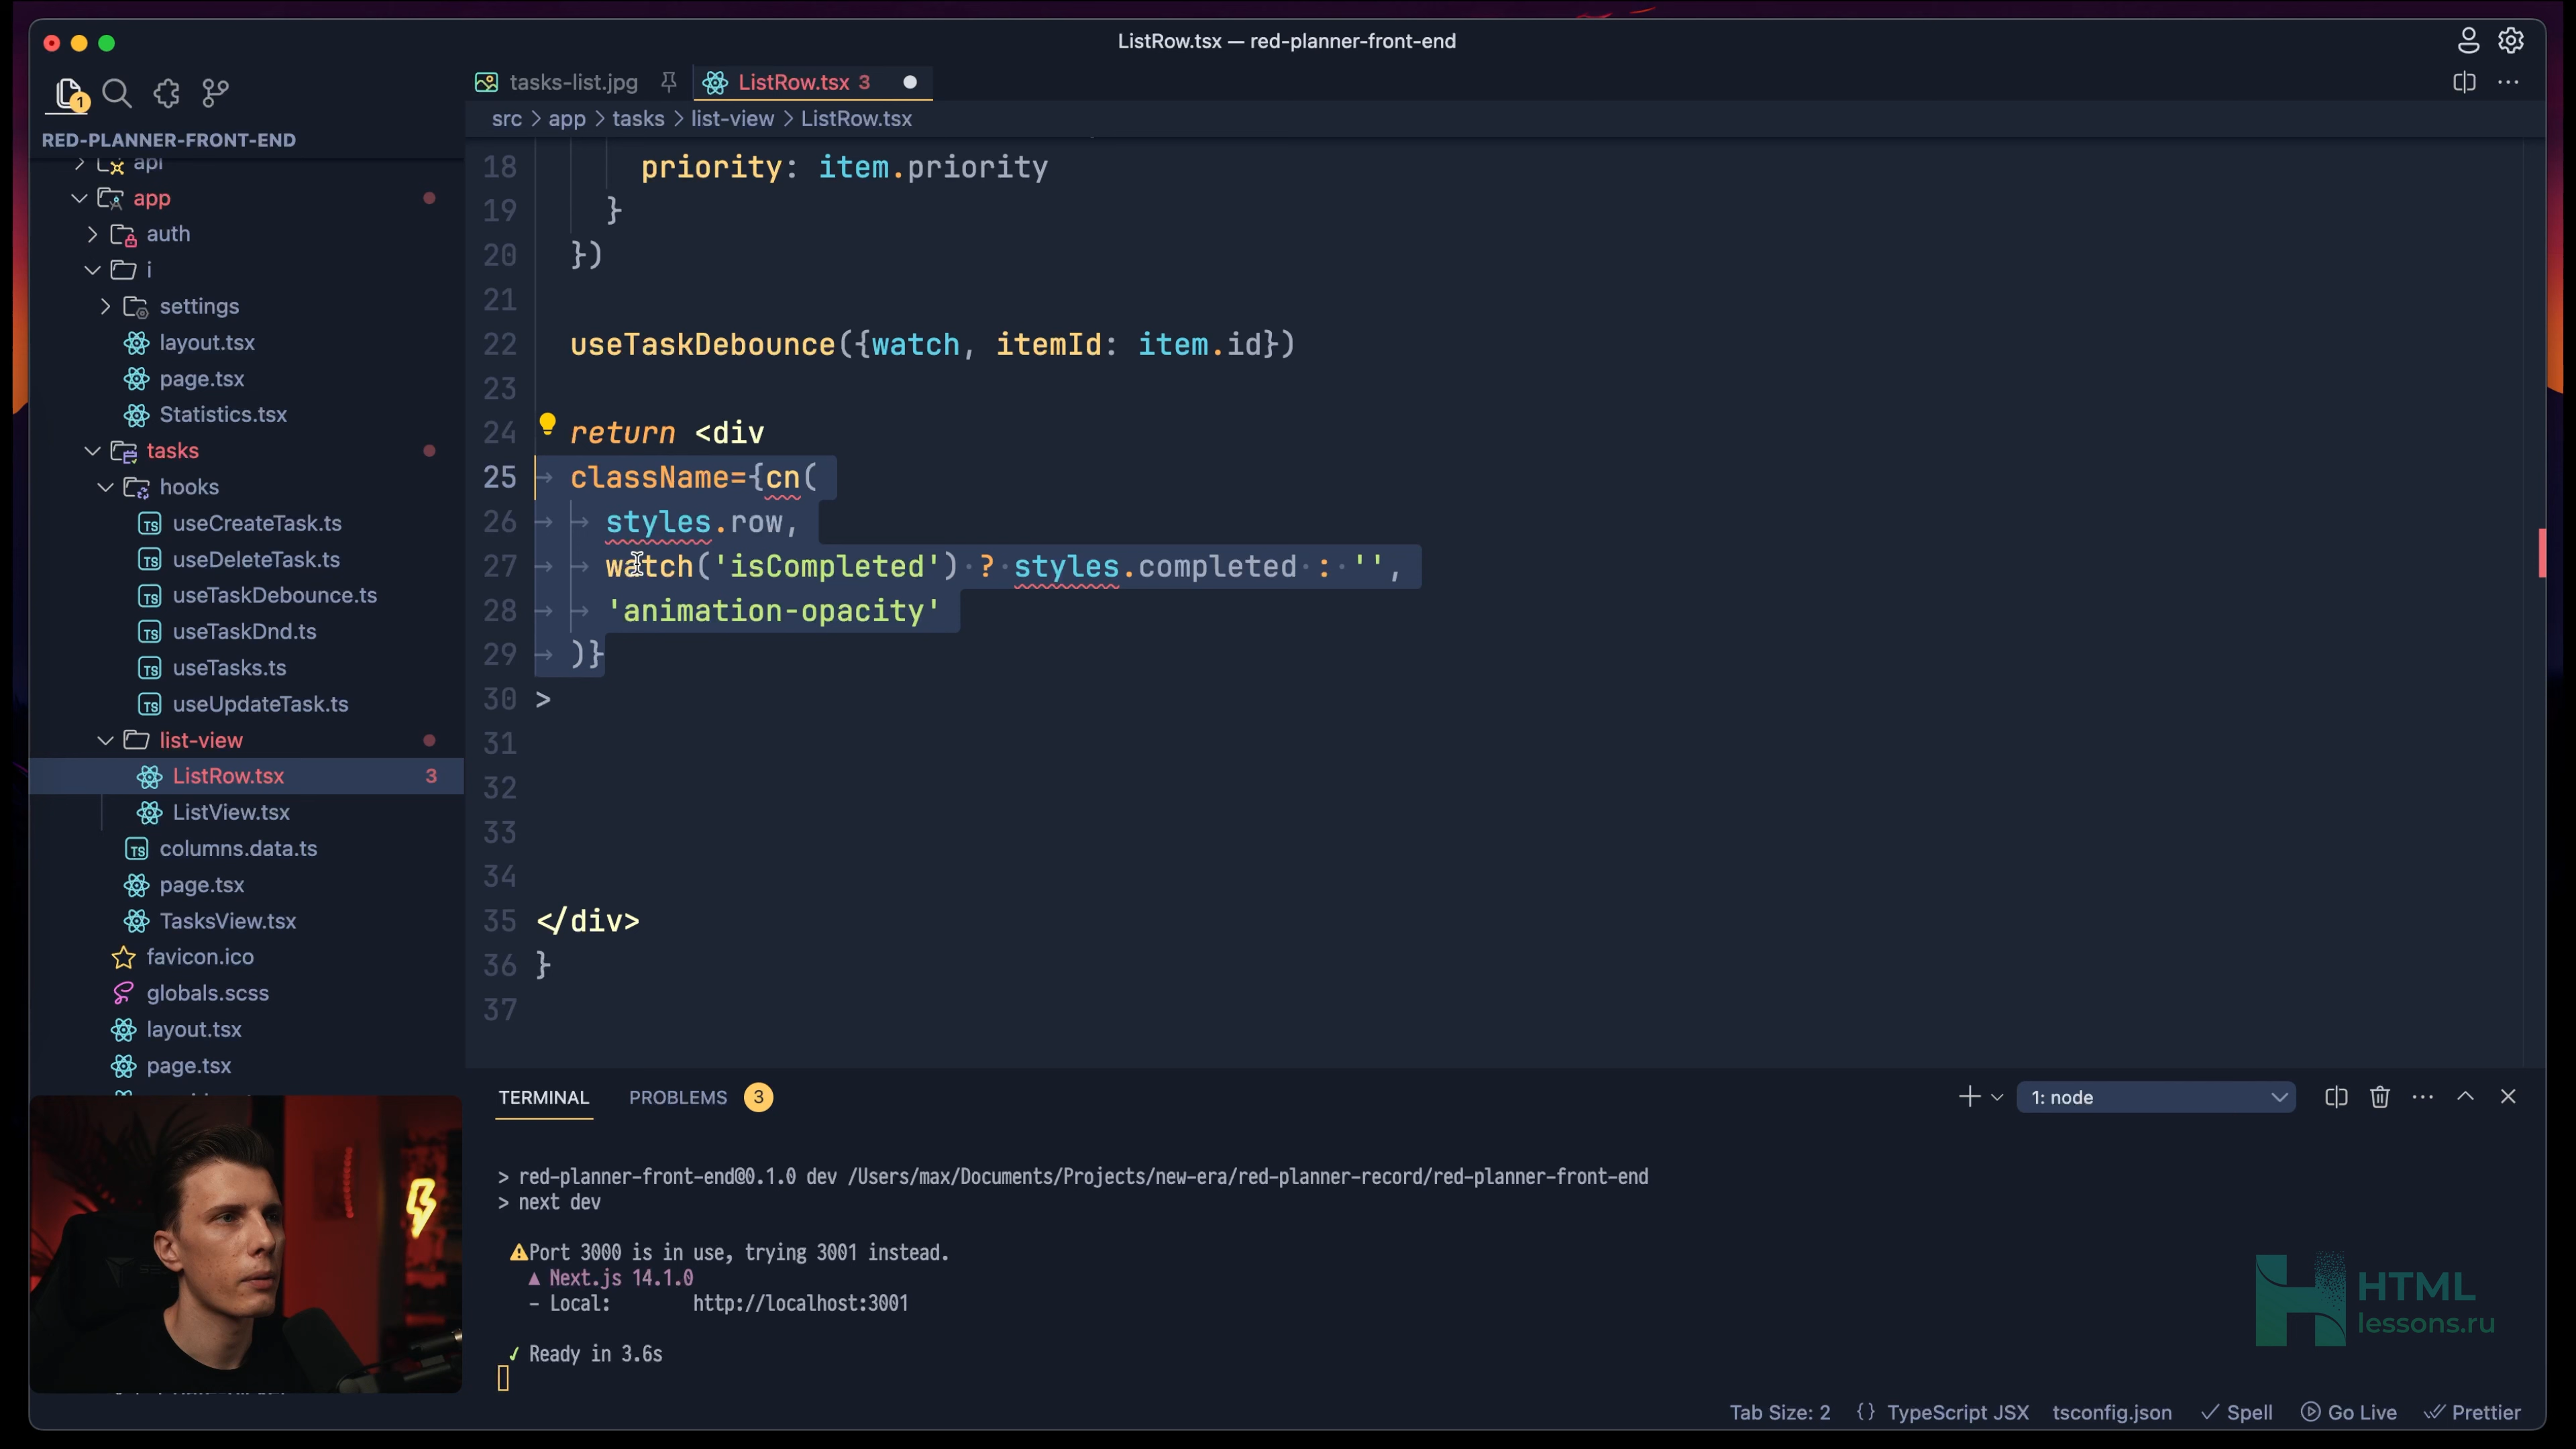 ListRow.tsx — red-planner-front-end
1
tasks-list.jpg
ListRow.tsx 3
RED-PLANNER-FRONT-END
src > app > tasks > list-view > ListRow.tsx
api
app
auth
i
settings
layout.tsx
page.tsx
Statistics.tsx
tasks
hooks
useCreateTask.ts
useDeleteTask.ts
useTaskDebounce.ts
useTaskDnd.ts
useTasks.ts
useUpdateTask.ts
list-view
ListRow.tsx 3
ListView.tsx
columns.data.ts
page.tsx
TasksView.tsx
favicon.ico
globals.scss
layout.tsx
page.tsx
18 priority: item.priority
19 }
20 })
21
22 useTaskDebounce({watch, itemId: item.id})
23
24 return <div
25 className={cn(
26 styles.row,
27 watch('isCompleted') ? styles.completed : '',
28 'animation-opacity'
29 )}
30 >
31
32
33
34
35 </div>
36 }
37
TERMINAL PROBLEMS 3
1: node
> red-planner-front-end@0.1.0 dev /Users/max/Documents/Projects/new-era/red-planner-record/red-planner-front-end
> next dev
⚠Port 3000 is in use, trying 3001 instead.
▲ Next.js 14.1.0
- Local: http://localhost:3001
✓ Ready in 3.6s
HTML
lessons.ru
Tab Size: 2 {} TypeScript JSX tsconfig.json Spell Go Live Prettier